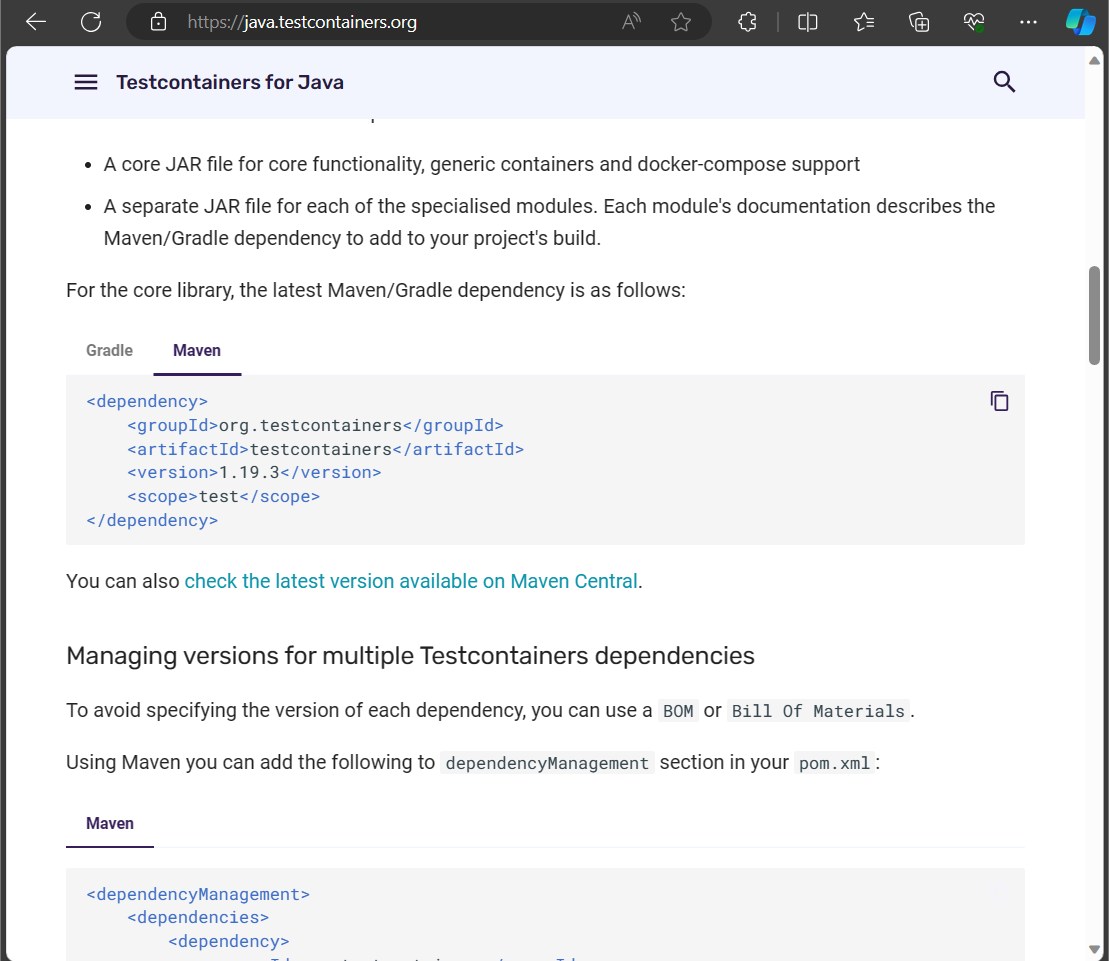 https://java.testcontainers.org
Testcontainers for Java
A core JAR file for core functionality, generic containers and docker-compose support
A separate JAR file for each of the specialised modules. Each module's documentation describes the
Maven/Gradle dependency to add to your project's build.
For the core library, the latest Maven/Gradle dependency is as follows:
Gradle Maven
<dependency>
    <groupId>org.testcontainers</groupId>
    <artifactId>testcontainers</artifactId>
    <version>1.19.3</version>
    <scope>test</scope>
</dependency>
You can also check the latest version available on Maven Central.
Managing versions for multiple Testcontainers dependencies
To avoid specifying the version of each dependency, you can use a BOM or Bill Of Materials.
Using Maven you can add the following to dependencyManagement section in your pom.xml:
Maven
<dependencyManagement>
    <dependencies>
        <dependency>